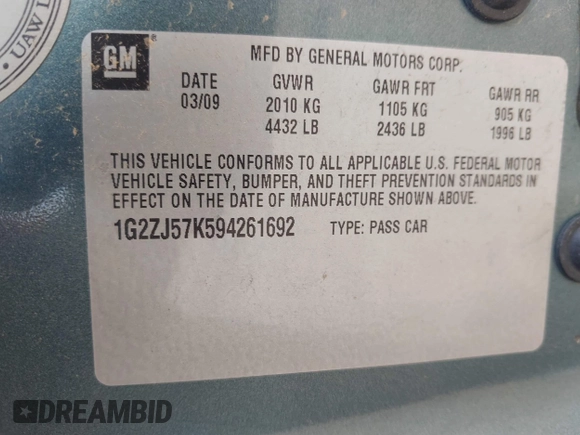 UAW L
GM
MFD BY GENERAL MOTORS CORP.
DATE GVWR GAWR FRT GAWR RR
03/09 2010 KG 1105 KG 905 KG
4432 LB 2436 LB 1996 LB
THIS VEHICLE CONFORMS TO ALL APPLICABLE U.S. FEDERAL MOTOR
VEHICLE SAFETY, BUMPER, AND THEFT PREVENTION STANDARDS IN
EFFECT ON THE DATE OF MANUFACTURE SHOWN ABOVE.
1G2ZJ57K594261692 TYPE: PASS CAR
DREAMBID